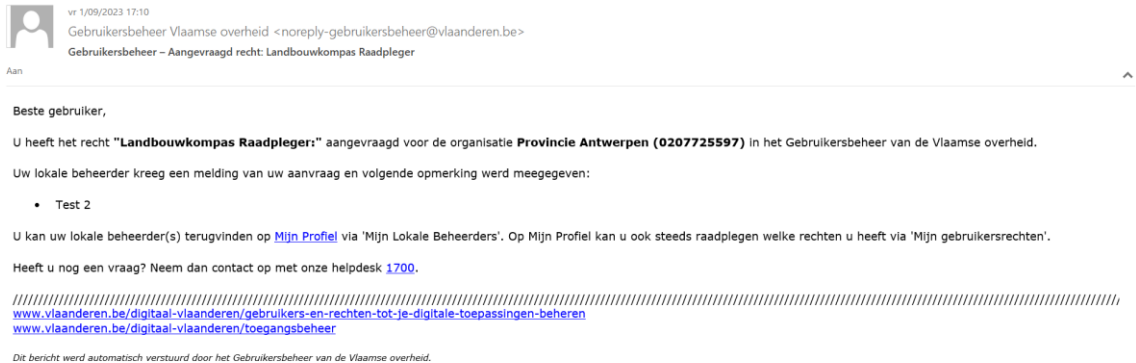 vr 1/09/2023 17:10
Gebruikersbeheer Vlaamse overheid <noreply-gebruikersbeheer@vlaanderen.be>
Gebruikersbeheer – Aangevraagd recht: Landbouwkompas Raadpleger
Aan
Beste gebruiker,
U heeft het recht "Landbouwkompas Raadpleger:" aangevraagd voor de organisatie Provincie Antwerpen (0207725597) in het Gebruikersbeheer van de Vlaamse overheid.
Uw lokale beheerder kreeg een melding van uw aanvraag en volgende opmerking werd meegegeven:
• Test 2
U kan uw lokale beheerder(s) terugvinden op Mijn Profiel via 'Mijn Lokale Beheerders'. Op Mijn Profiel kan u ook steeds raadplegen welke rechten u heeft via 'Mijn gebruikersrechten'.
Heeft u nog een vraag? Neem dan contact op met onze helpdesk 1700.
////////////////////////////////////////////////////////////////////////////////////////////////////////////////////////////////////////////////////////////////////////////////////////////////////////////////
www.vlaanderen.be/digitaal-vlaanderen/gebruikers-en-rechten-tot-je-digitale-toepassingen-beheren
www.vlaanderen.be/digitaal-vlaanderen/toegangsbeheer
Dit bericht werd automatisch verstuurd door het Gebruikersbeheer van de Vlaamse overheid.